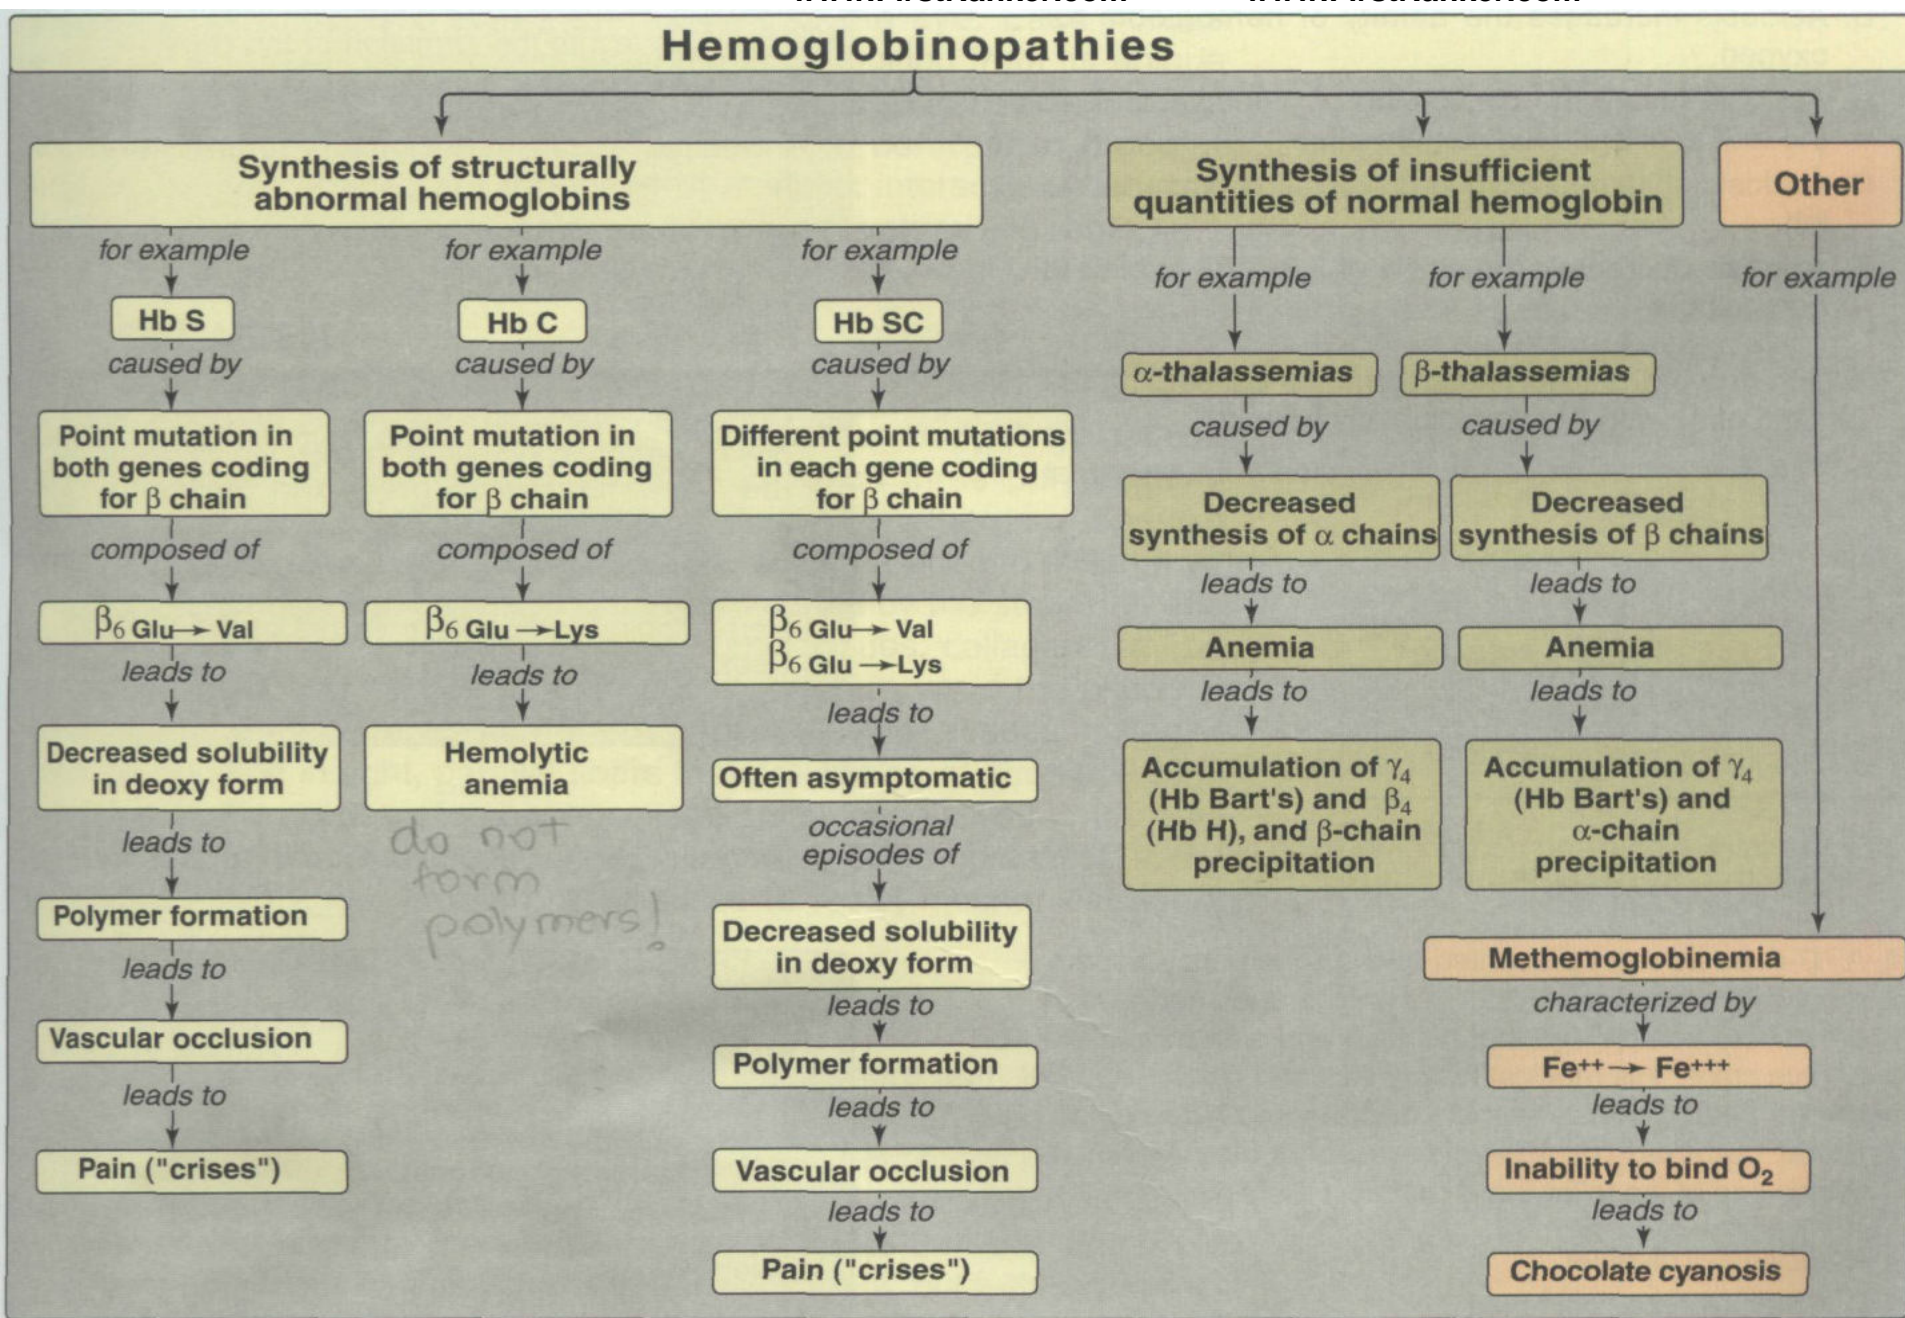 Hemoglobinopathies
Synthesis of structurally
abnormal hemoglobins
for example
Hb S
caused by
Point mutation in
both genes coding
for β chain
composed of
β6 Glu→ Val
leads to
Decreased solubility
in deoxy form
leads to
Polymer formation
leads to
Vascular occlusion
leads to
Pain ("crises")
for example
Hb C
caused by
Point mutation in
both genes coding
for β chain
composed of
β6 Glu →Lys
leads to
Hemolytic
anemia
do not
form
polymers!
for example
Hb SC
caused by
Different point mutations
in each gene coding
for β chain
composed of
β6 Glu→ Val
β6 Glu →Lys
leads to
Often asymptomatic
occasional
episodes of
Decreased solubility
in deoxy form
leads to
Polymer formation
leads to
Vascular occlusion
leads to
Pain ("crises")
Synthesis of insufficient
quantities of normal hemoglobin
for example
α-thalassemias
caused by
Decreased
synthesis of α chains
leads to
Anemia
leads to
Accumulation of γ4
(Hb Bart's) and β4
(Hb H), and β-chain
precipitation
for example
β-thalassemias
caused by
Decreased
synthesis of β chains
leads to
Anemia
leads to
Accumulation of γ4
(Hb Bart's) and
α-chain
precipitation
Other
for example
Methemoglobinemia
characterized by
Fe++→ Fe+++
leads to
Inability to bind O2
leads to
Chocolate cyanosis